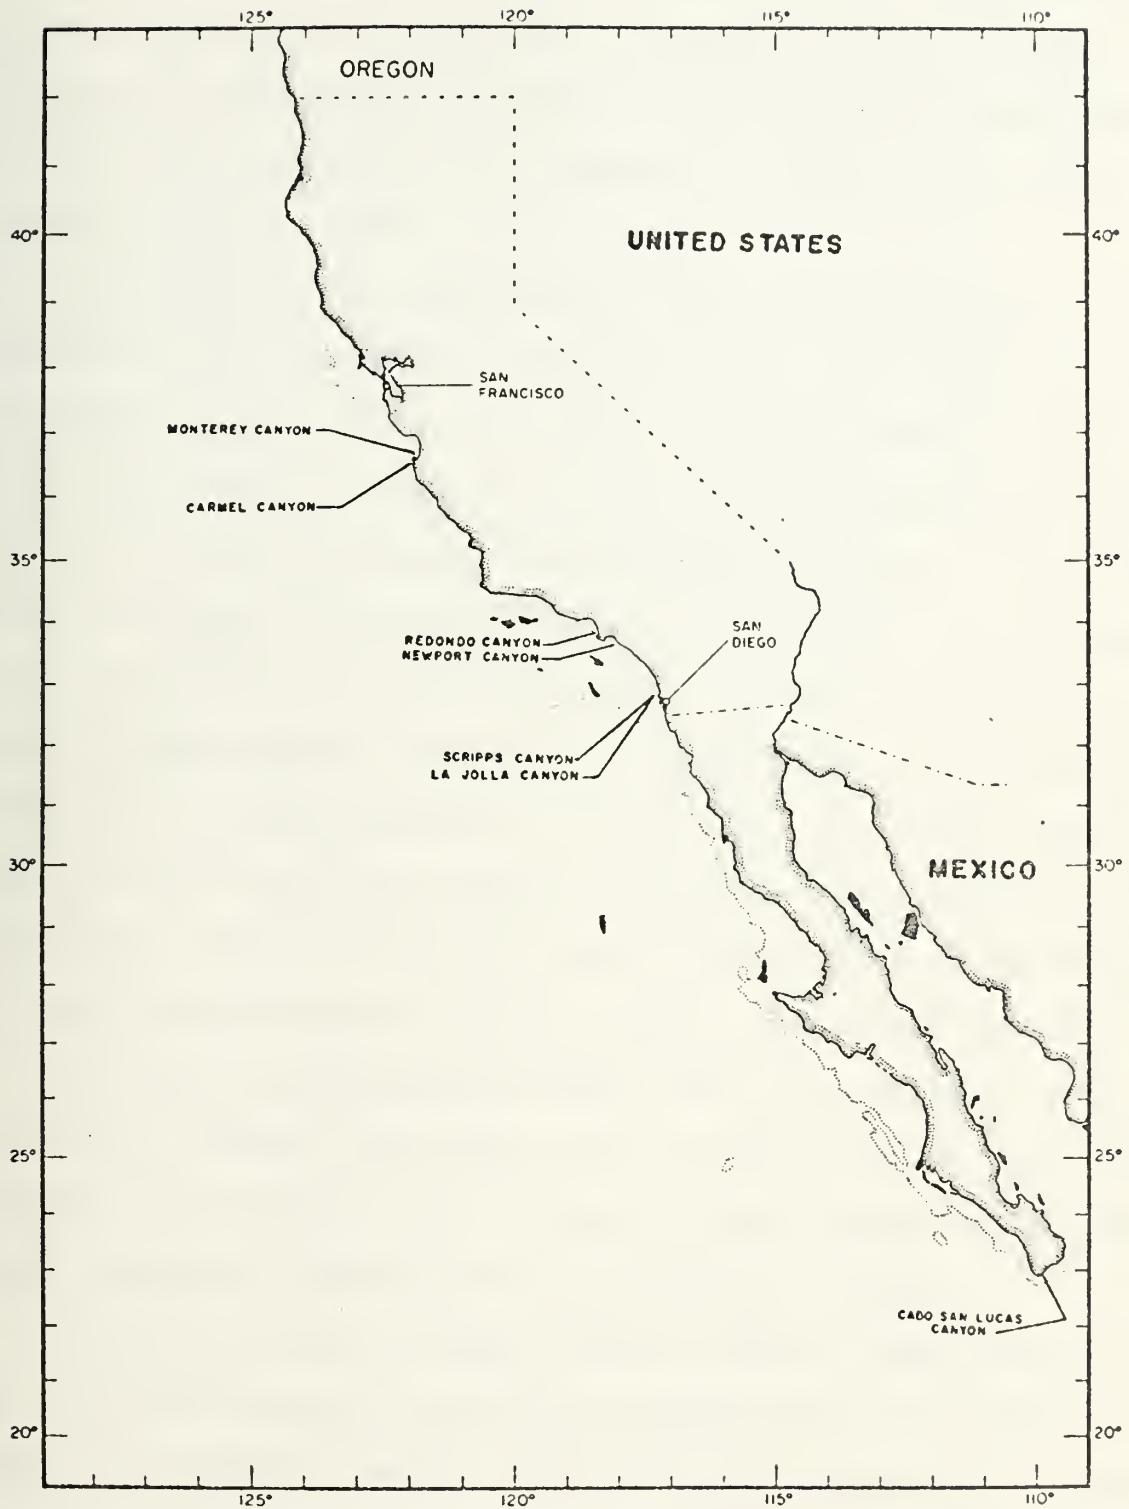 125° 120° 115° 110°
OREGON
40° UNITED STATES 40°
SAN
FRANCISCO
MONTEREY CANYON
CARMEL CANYON
35° 35°
SAN
DIEGO
REDONDO CANYON
NEWPORT CANYON
SCRIPPS CANYON
LA JOLLA CANYON
30° MEXICO 30°
25° 25°
CADO SAN LUCAS
CANYON
20° 20°
125° 120° 115° 110°